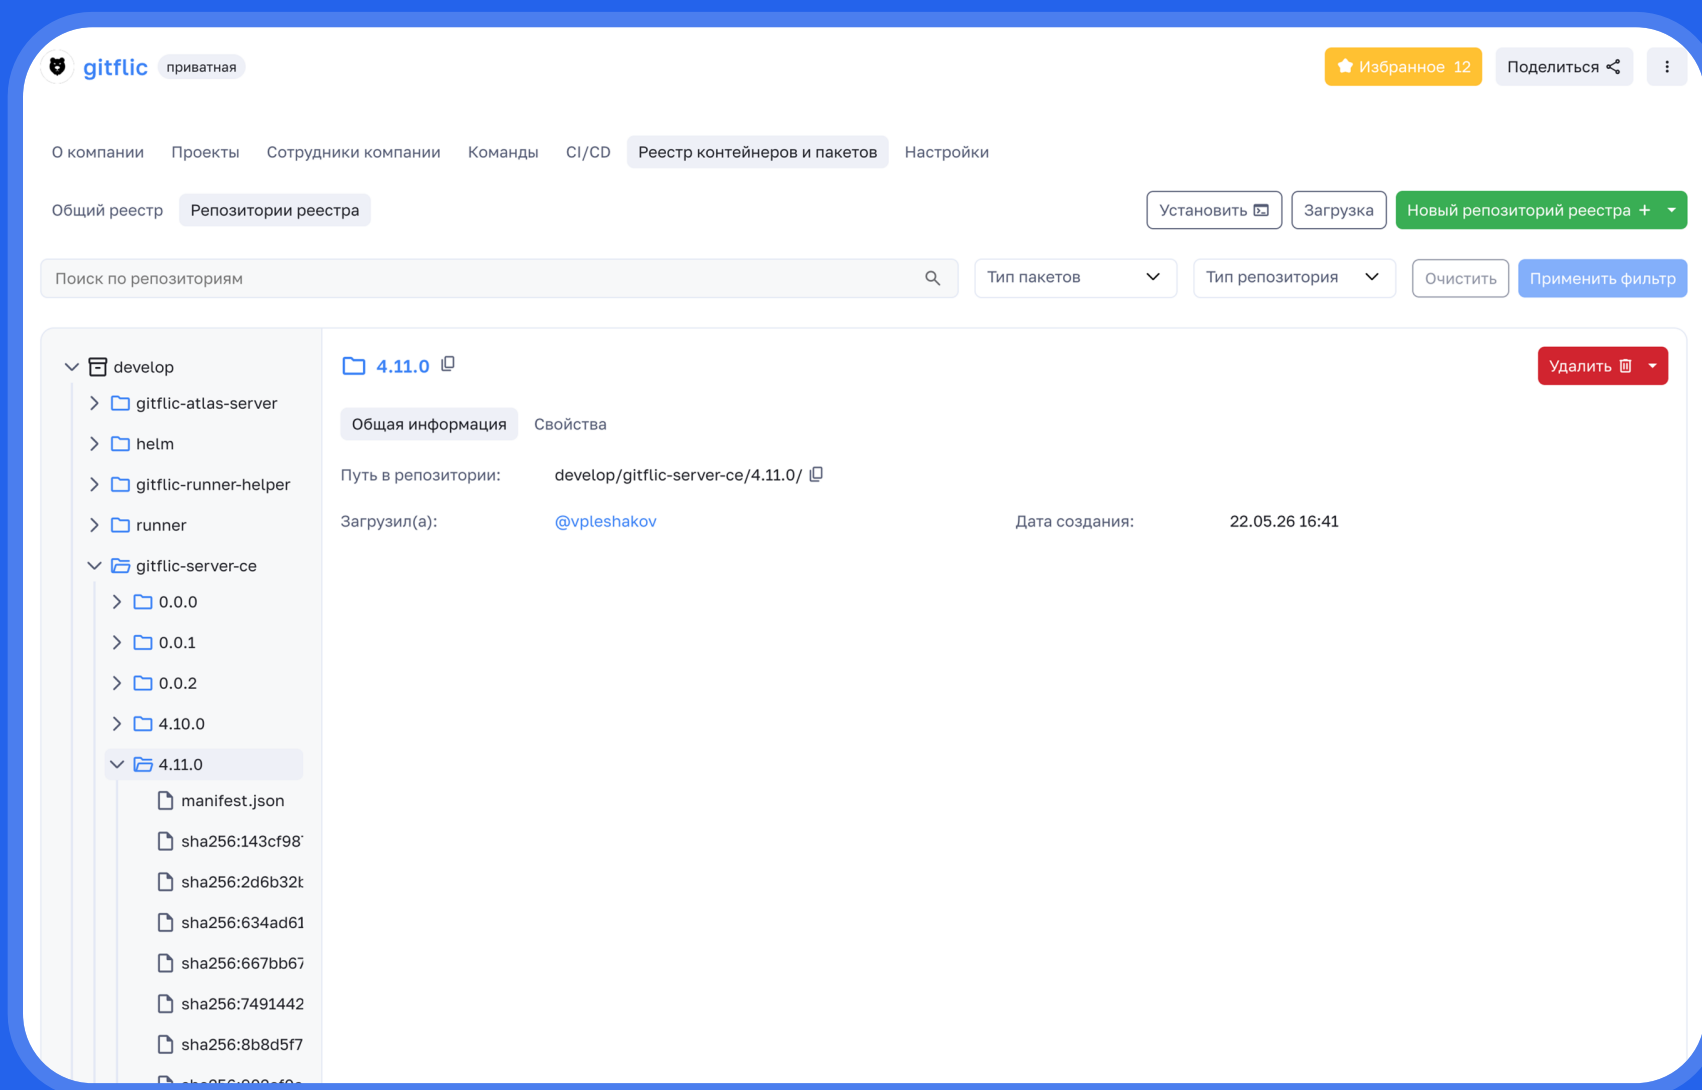 gitflic приватная
Избранное 12 Поделиться
О компании Проекты Сотрудники компании Команды CI/CD Реестр контейнеров и пакетов Настройки
Общий реестр Репозитории реестра Установить Загрузка Новый репозиторий реестра +
Поиск по репозиториям Тип пакетов Тип репозитория Очистить Применить фильтр
develop
gitflic-atlas-server
helm
gitflic-runner-helper
runner
gitflic-server-ce
0.0.0
0.0.1
0.0.2
4.10.0
4.11.0
manifest.json
sha256:143cf98
sha256:2d6b32
sha256:634ad61
sha256:667bb67
sha256:7491442
sha256:8b8d5f7
4.11.0 Удалить
Общая информация Свойства
Путь в репозитории: develop/gitflic-server-ce/4.11.0/
Загрузил(а): @vpleshakov Дата создания: 22.05.26 16:41